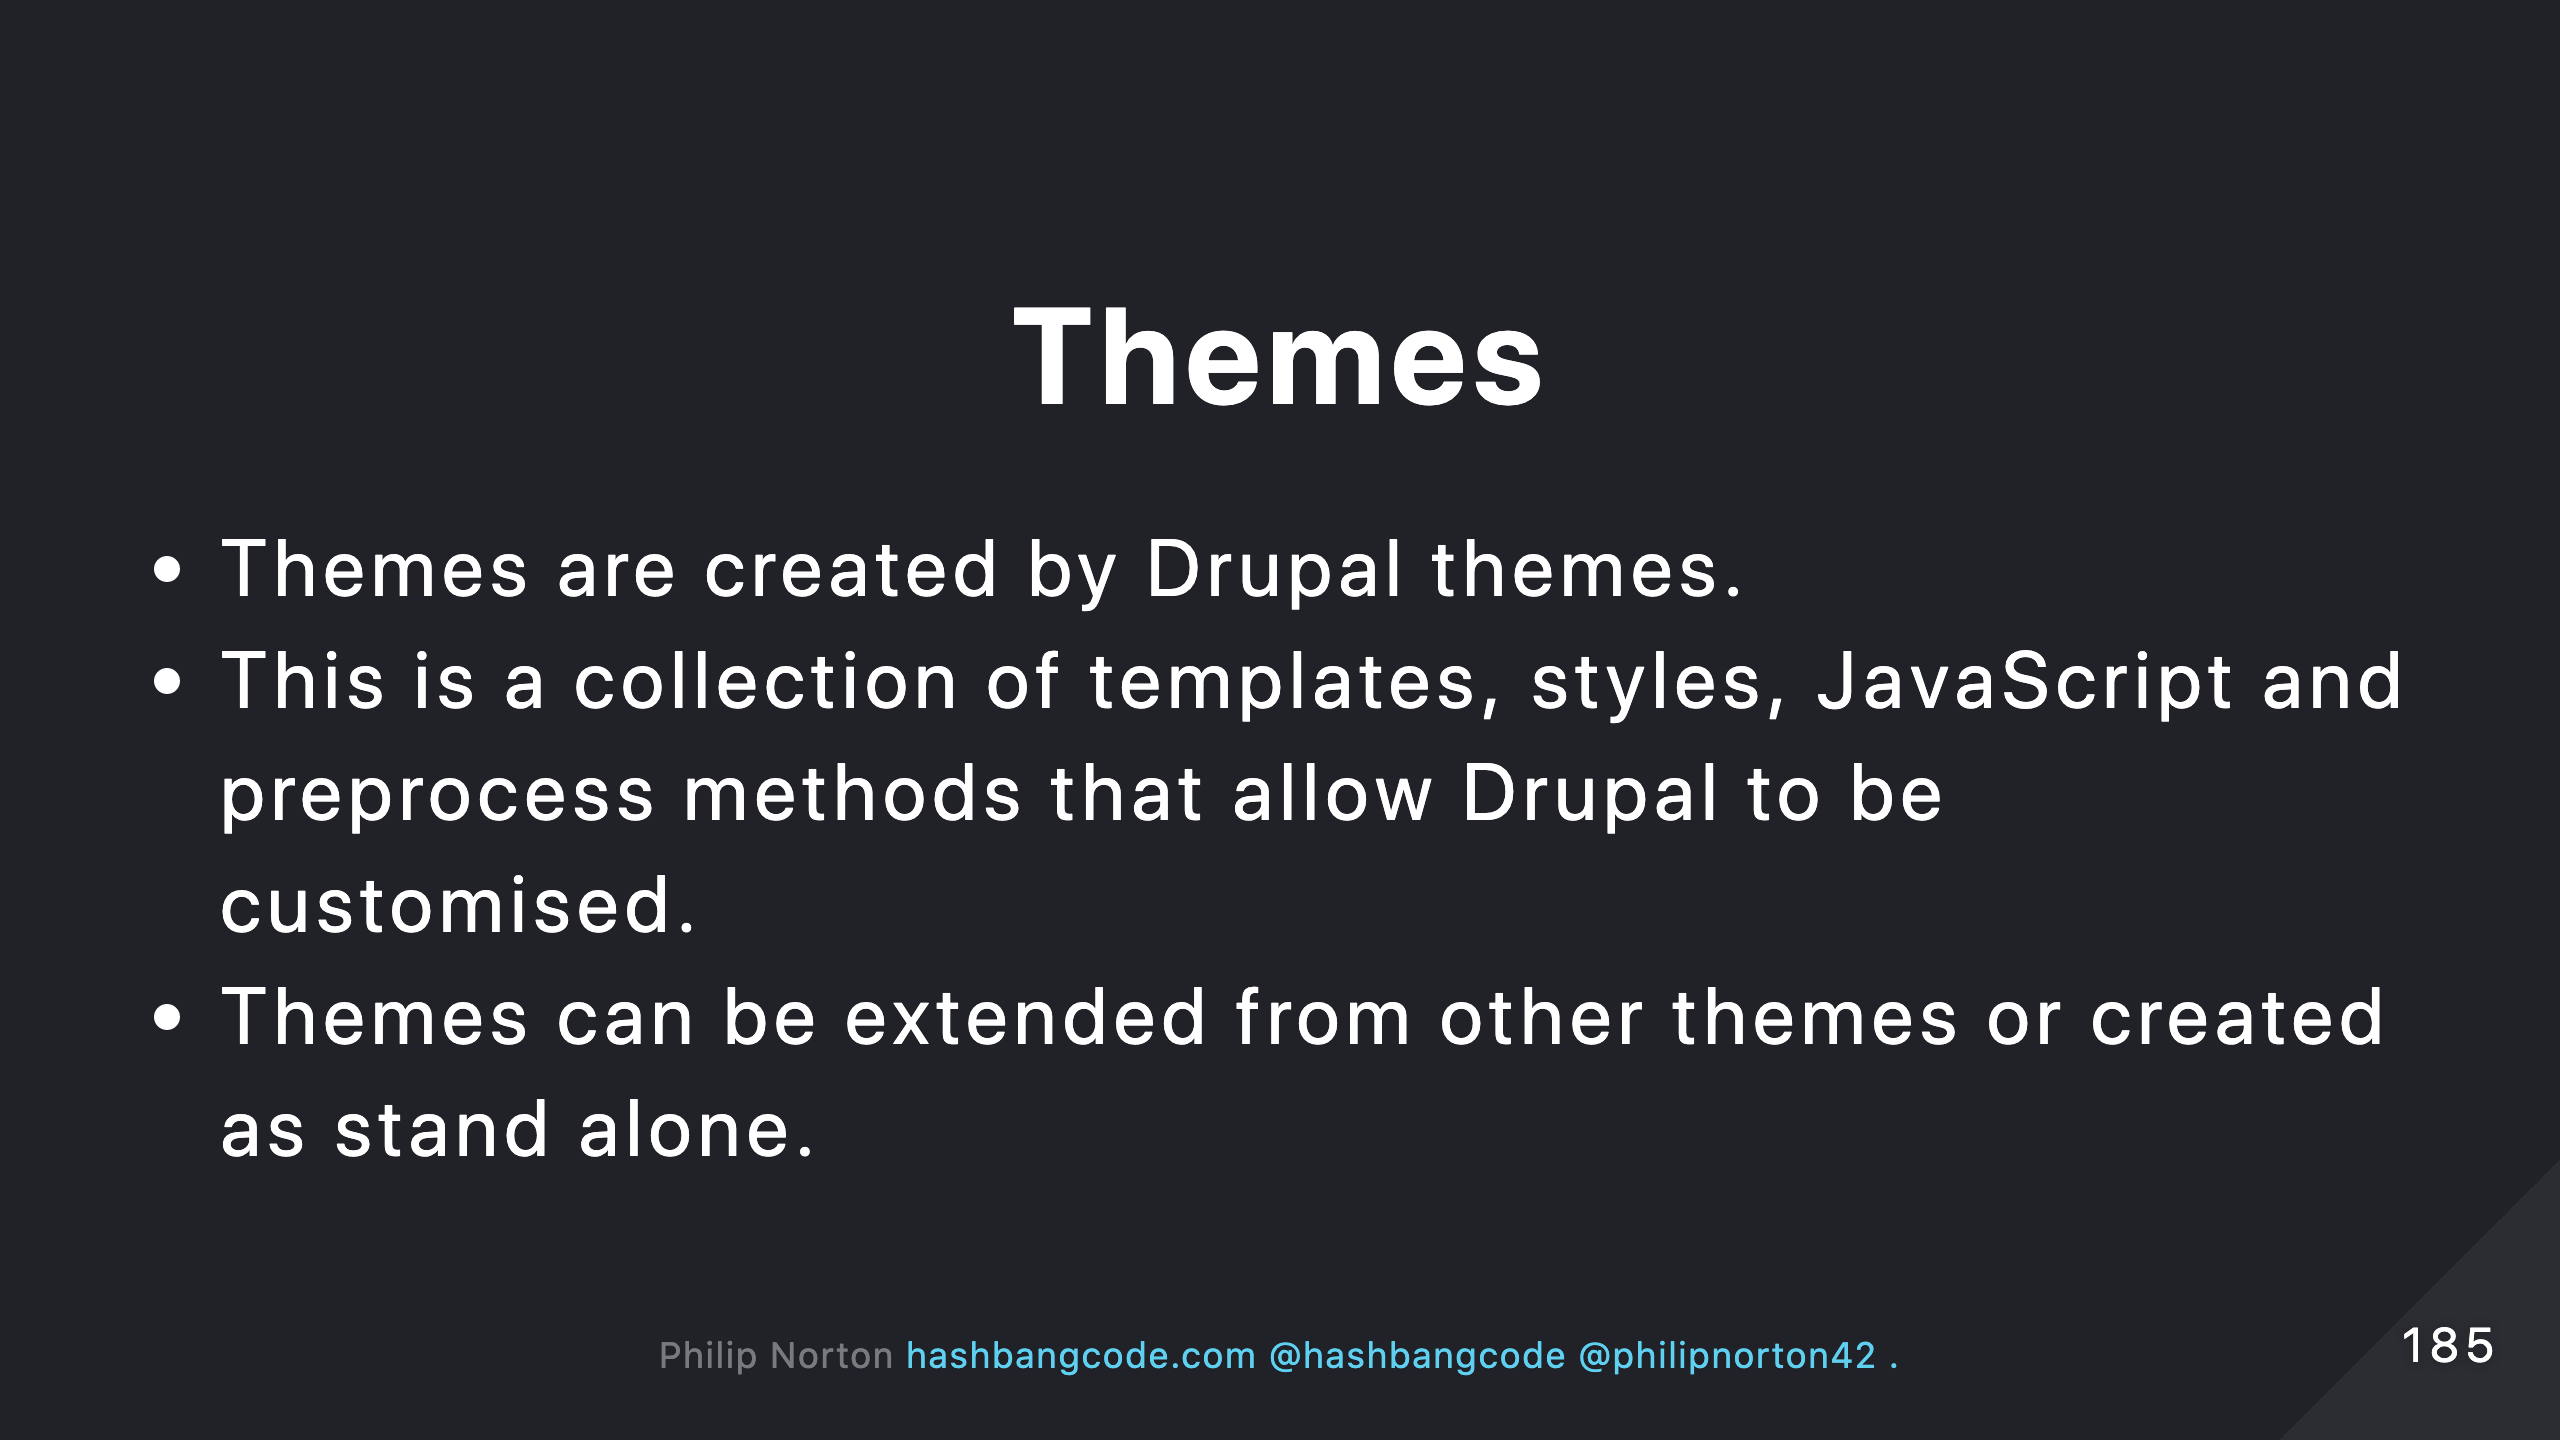 Themes
• Themes are created by Drupal themes.
• This is a collection of templates, styles, JavaScript and
preprocess methods that allow Drupal to be
customised.
• Themes can be extended from other themes or created
as stand alone.
Philip Norton hashbangcode.com @hashbangcode @philipnorton42 .
185